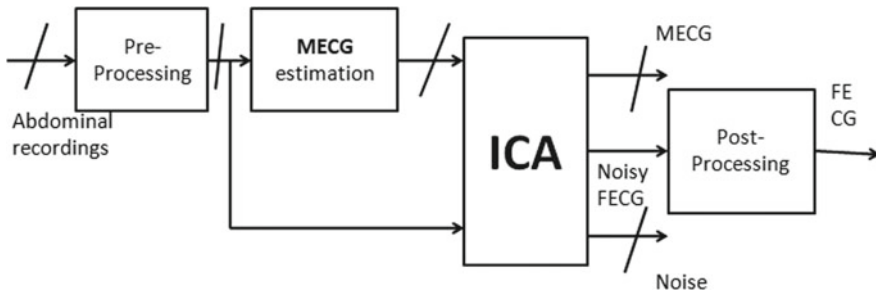 Abdominal
recordings
Pre-
Processing
MECG
estimation
ICA
MECG
Noisy
FECG
Noise
Post-
Processing
FE
CG